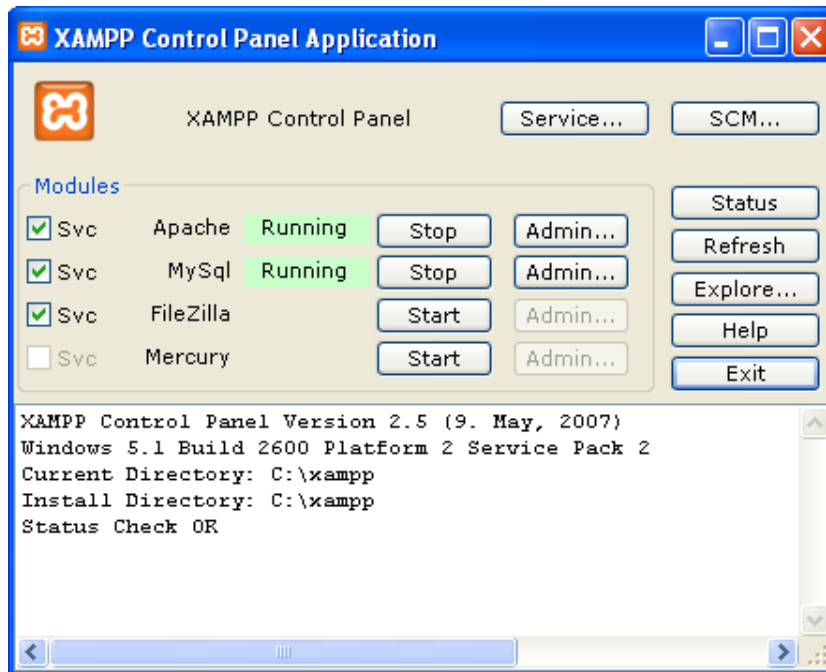 XAMPP Control Panel Application
XAMPP Control Panel Service... SCM...
Modules
Svc Apache Running Stop Admin...
Svc MySql Running Stop Admin...
Svc FileZilla Start Admin...
Svc Mercury Start Admin...
Status
Refresh
Explore...
Help
Exit
XAMPP Control Panel Version 2.5 (9. May, 2007)
Windows 5.1 Build 2600 Platform 2 Service Pack 2
Current Directory: C:\xampp
Install Directory: C:\xampp
Status Check OK